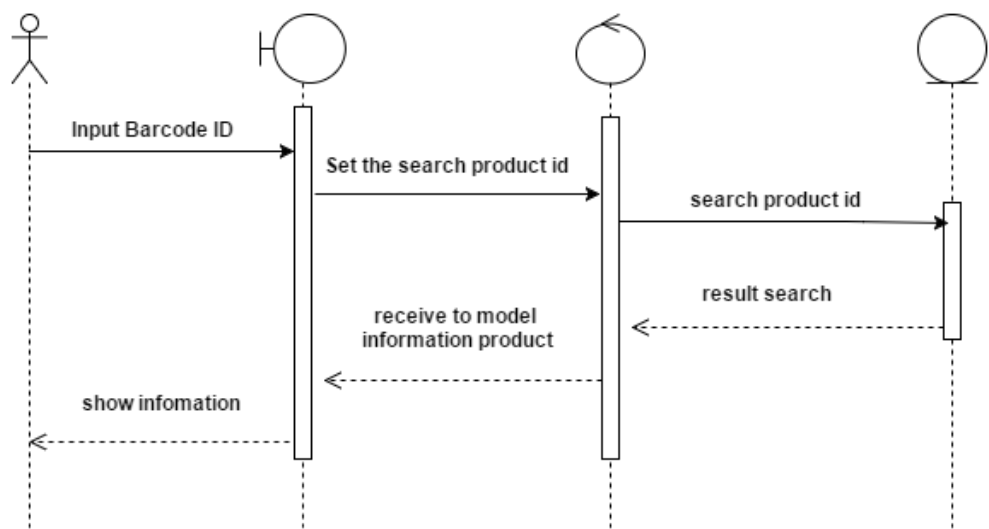 Input Barcode ID
Set the search product id
search product id
result search
receive to model
information product
show infomation